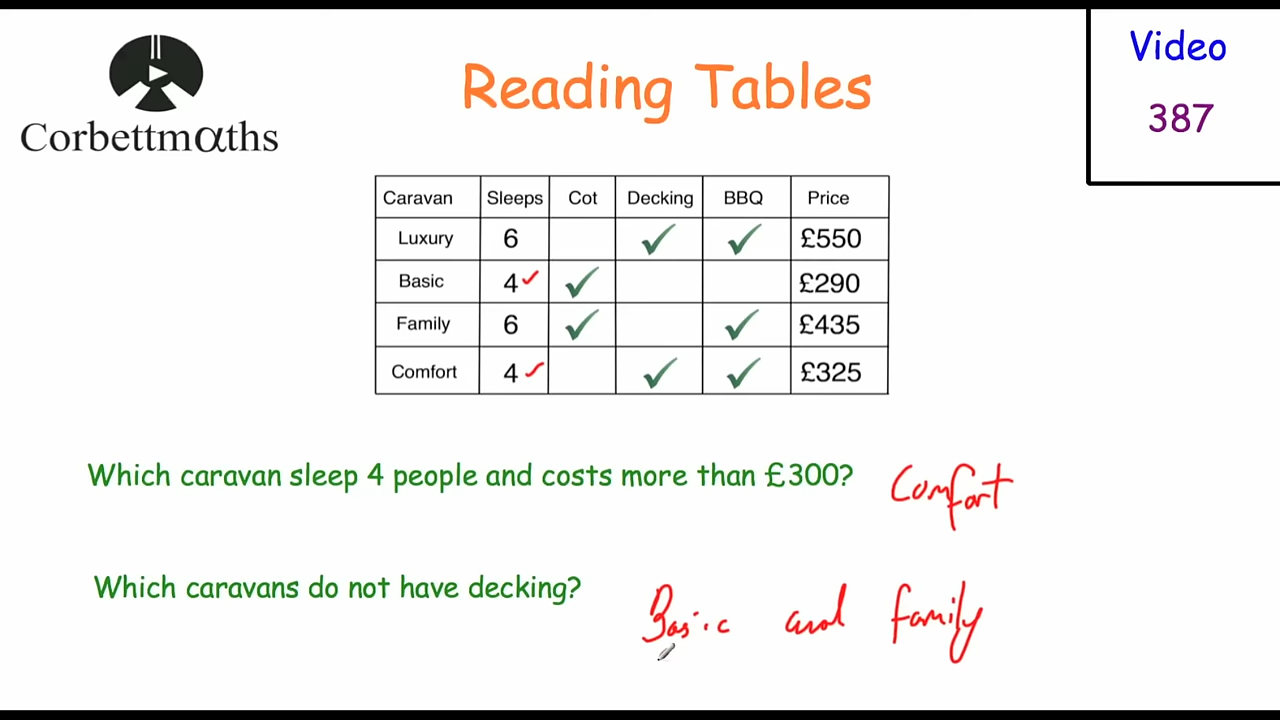 Corbettmαths
Reading Tables
Video
387
Caravan Sleeps Cot Decking BBQ Price
Luxury 6 ✓ ✓ £550
Basic 4 ✓ ✓ £290
Family 6 ✓ ✓ £435
Comfort 4 ✓ ✓ ✓ £325
Which caravan sleep 4 people and costs more than £300? Comfort
Which caravans do not have decking? Basic and family